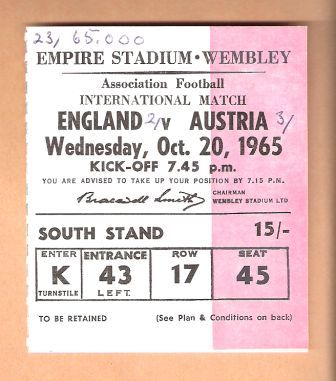 23, 65.000
EMPIRE STADIUM · WEMBLEY
Association Football
INTERNATIONAL MATCH
ENGLAND 2/ v AUSTRIA 3/
Wednesday, Oct. 20, 1965
KICK-OFF 7.45 p.m.
YOU ARE ADVISED TO TAKE UP YOUR POSITION BY 7.15 P.N.
Bracewell Smith
CHAIRMAN
WEMBLEY STADIUM LTD
SOUTH STAND 15/-
ENTER ENTRANCE ROW SEAT
K 43 17 45
TURNSTILE LEFT.
TO BE RETAINED (See Plan & Conditions on back)